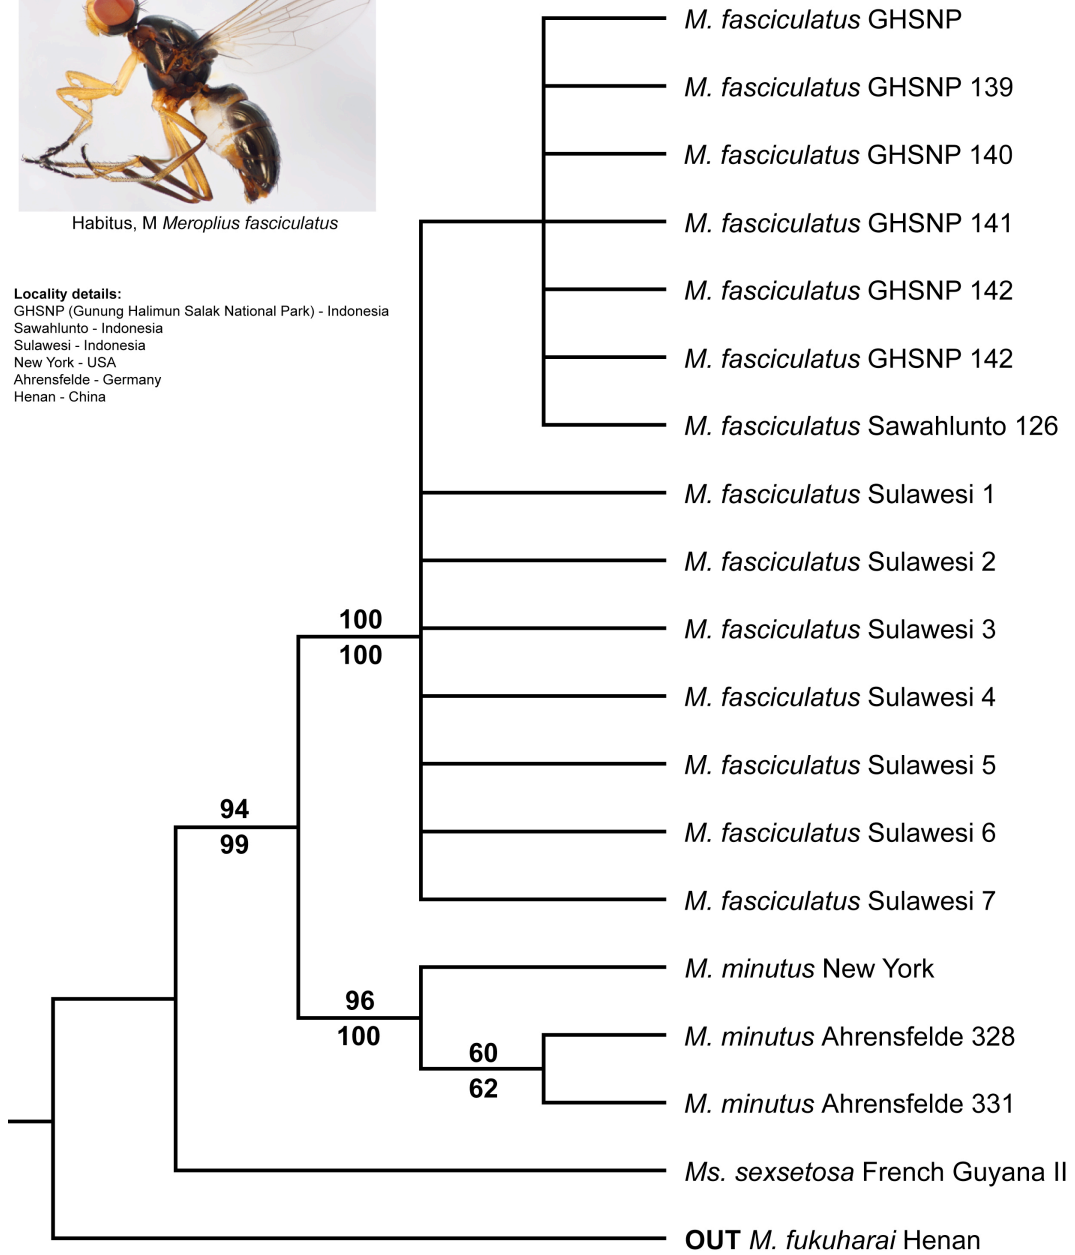 M. fasciculatus GHSNP
M. fasciculatus GHSNP 139
M. fasciculatus GHSNP 140
M. fasciculatus GHSNP 141
M. fasciculatus GHSNP 142
M. fasciculatus GHSNP 142
M. fasciculatus Sawahlunto 126
M. fasciculatus Sulawesi 1
M. fasciculatus Sulawesi 2
M. fasciculatus Sulawesi 3
M. fasciculatus Sulawesi 4
M. fasciculatus Sulawesi 5
M. fasciculatus Sulawesi 6
M. fasciculatus Sulawesi 7
M. minutus New York
M. minutus Ahrensfelde 328
M. minutus Ahrensfelde 331
Ms. sexsetosa French Guyana II
OUT M. fukuharai Henan
Habitus, M Meroplius fasciculatus
Locality details:
GHSNP (Gunung Halimun Salak National Park) - Indonesia
Sawahlunto - Indonesia
Sulawesi - Indonesia
New York - USA
Ahrensfelde - Germany
Henan - China
100
100
94
99
96
100
60
62